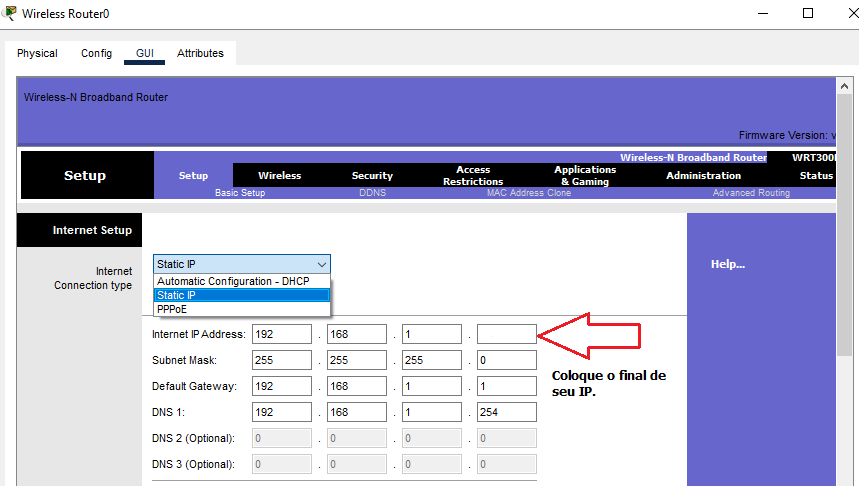 Wireless Router0
Physical Config GUI Attributes
Wireless-N Broadband Router
Firmware Version: v
Wireless-N Broadband Router WRT300
Setup Setup Wireless Security Access Restrictions Applications & Gaming Administration Status
Basic Setup DDNS MAC Address Clone Advanced Routing
Internet Setup
Internet Connection type
Static IP
Automatic Configuration - DHCP
Static IP
PPPoE
Help...
Internet IP Address: 192 . 168 . 1 .
Subnet Mask: 255 . 255 . 255 . 0
Default Gateway: 192 . 168 . 1 . 1
DNS 1: 192 . 168 . 1 . 254
DNS 2 (Optional): 0 . 0 . 0 . 0
DNS 3 (Optional): 0 . 0 . 0 . 0
Coloque o final de
seu IP.